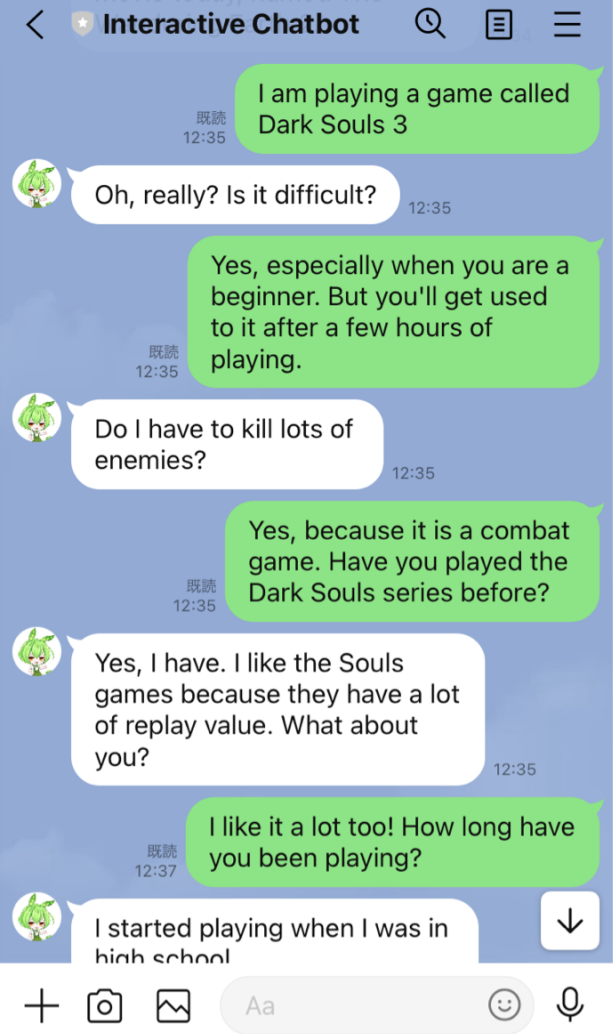 Interactive Chatbot
I am playing a game called
Dark Souls 3
既読
12:35
Oh, really? Is it difficult?
12:35
Yes, especially when you are a
beginner. But you'll get used
to it after a few hours of
playing.
既読
12:35
Do I have to kill lots of
enemies?
12:35
Yes, because it is a combat
game. Have you played the
Dark Souls series before?
既読
12:35
Yes, I have. I like the Souls
games because they have a lot
of replay value. What about
you?
12:35
I like it a lot too! How long have
you been playing?
既読
12:37
I started playing when I was in
high school
Aa